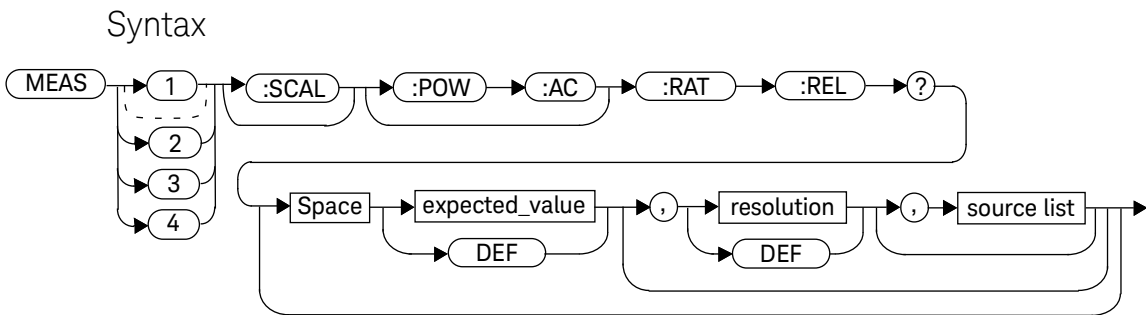 Syntax
MEAS 1 :SCAL :POW :AC :RAT :REL ?
2
3
4
Space expected_value , resolution , source list
DEF DEF